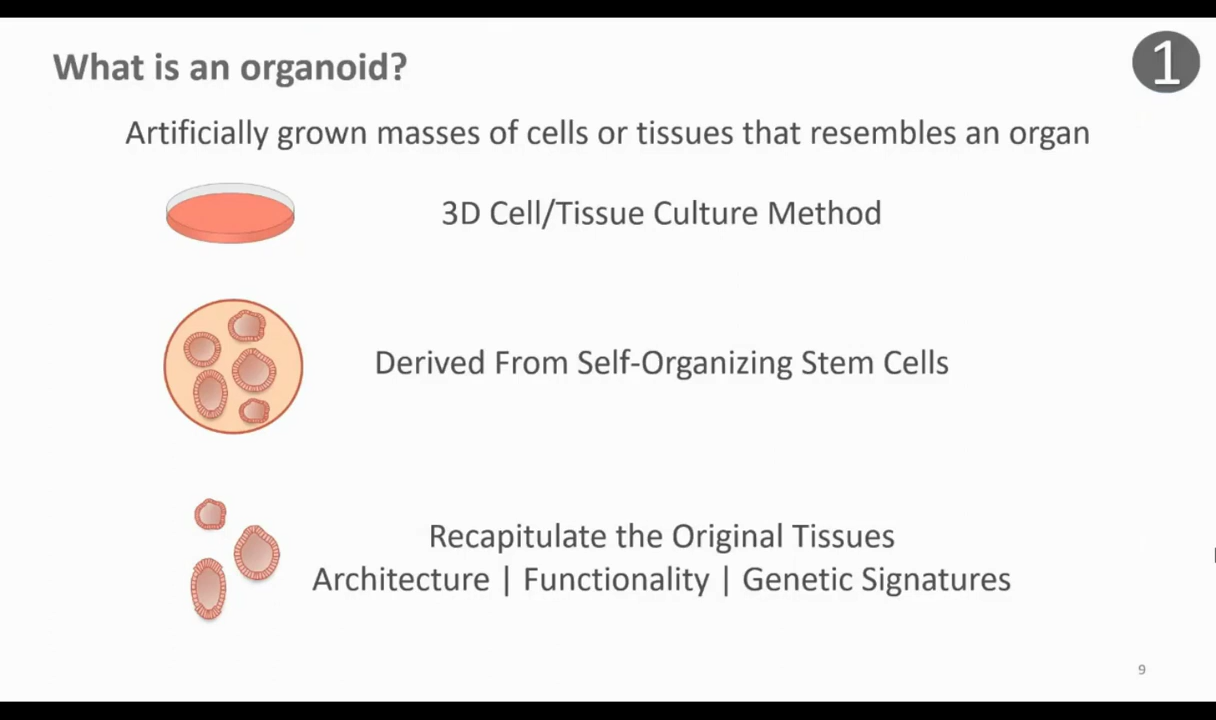 What is an organoid?
1
Artificially grown masses of cells or tissues that resembles an organ
3D Cell/Tissue Culture Method
Derived From Self-Organizing Stem Cells
Recapitulate the Original Tissues
Architecture | Functionality | Genetic Signatures
9